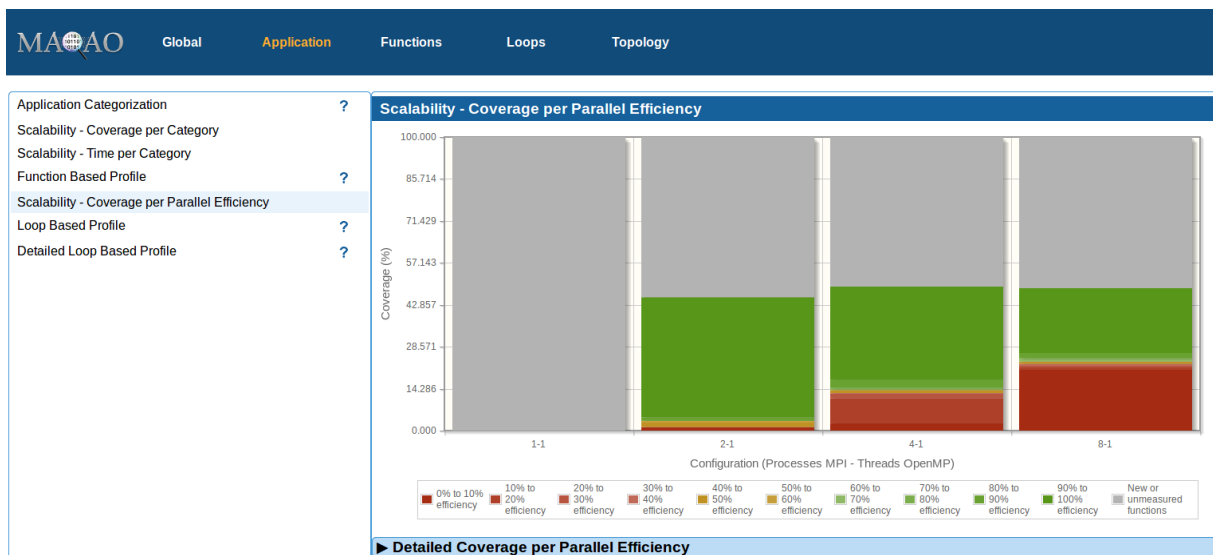 MAQAO
Global
Application
Functions
Loops
Topology
Application Categorization ?
Scalability - Coverage per Category
Scalability - Time per Category
Function Based Profile ?
Scalability - Coverage per Parallel Efficiency
Loop Based Profile ?
Detailed Loop Based Profile ?
Scalability - Coverage per Parallel Efficiency
100.000
85.714
71.429
57.143
42.857
28.571
14.286
0.000
Coverage (%)
1-1
2-1
4-1
8-1
Configuration (Processes MPI - Threads OpenMP)
0% to 10%
efficiency
10% to
20%
efficiency
20% to
30%
efficiency
30% to
40%
efficiency
40% to
50%
efficiency
50% to
60%
efficiency
60% to
70%
efficiency
70% to
80%
efficiency
80% to
90%
efficiency
90% to
100%
efficiency
New or
unmeasured
functions
▶ Detailed Coverage per Parallel Efficiency